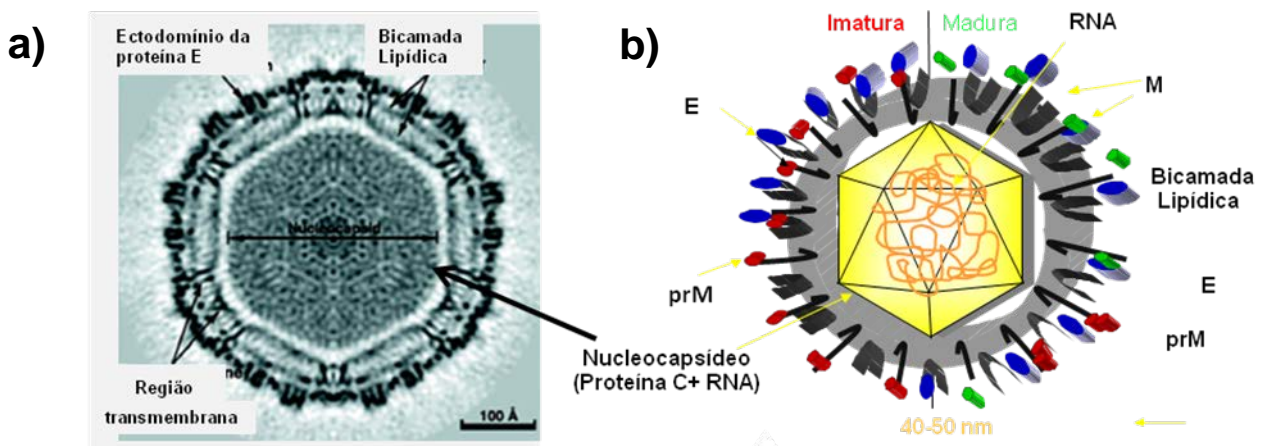 a)
Ectodomínio da
proteína E
Bicamada
Lipídica
Nucleocapsid
Região
transmembrana
100 Å
Nucleocapsídeo
(Proteína C+ RNA)
b)
Imatura
Madura
RNA
E
M
Bicamada
Lipídica
prM
E
prM
40-50 nm